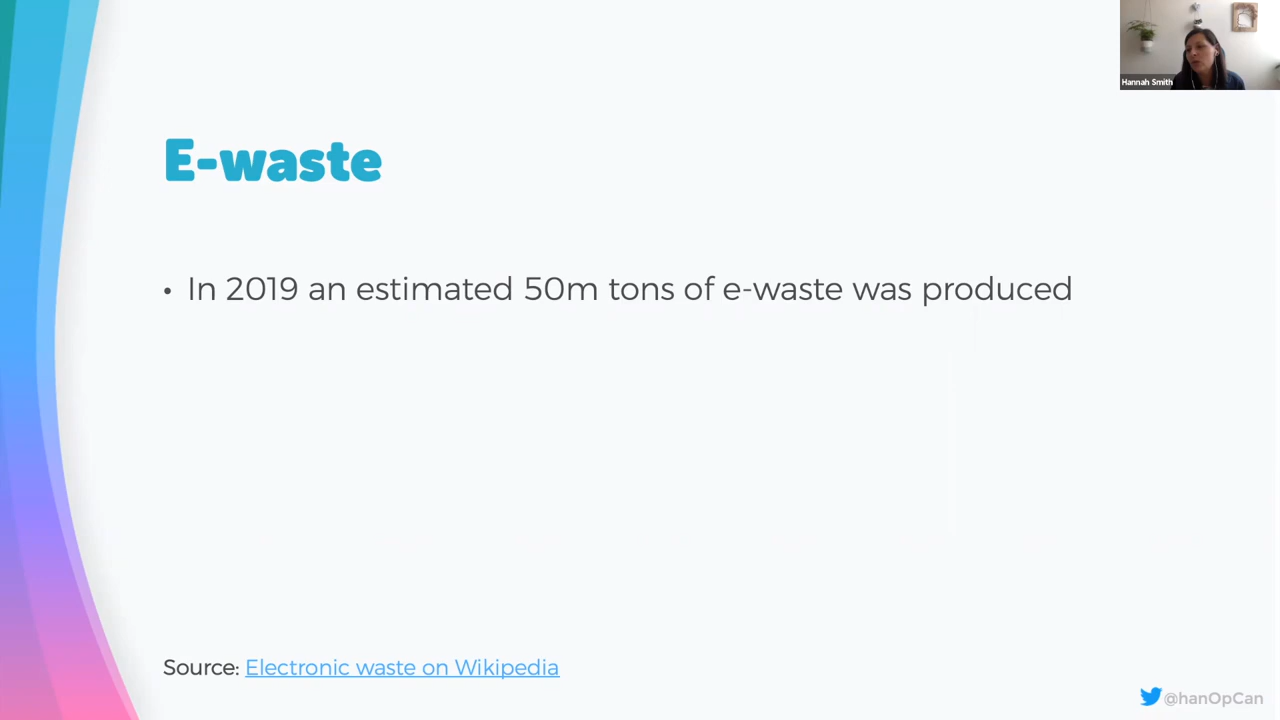 Hannah Smith
E-waste
• In 2019 an estimated 50m tons of e-waste was produced
Source: Electronic waste on Wikipedia
@hanOpCan